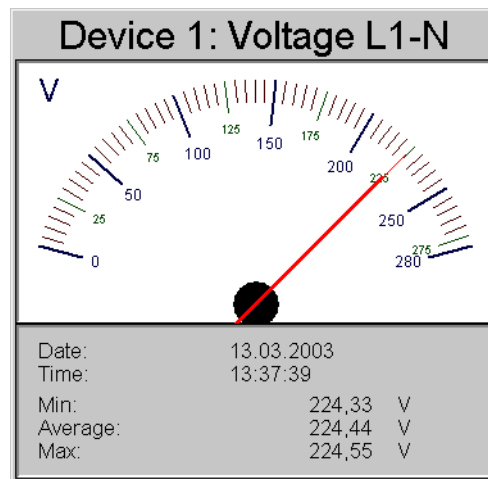 Device 1: Voltage L1-N
V
0
25
50
75
100
125
150
175
200
225
250
275
280
Date: 13.03.2003
Time: 13:37:39
Min: 224,33 V
Average: 224,44 V
Max: 224,55 V